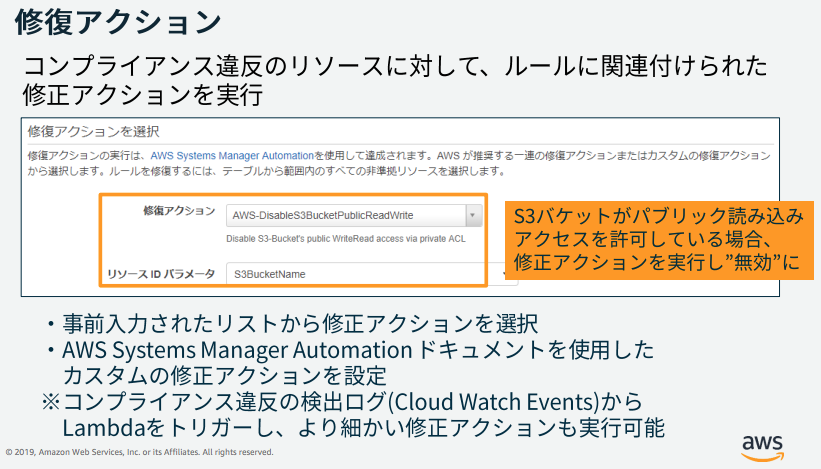 修復アクション
コンプライアンス違反のリソースに対して、ルールに関連付けられた
修正アクションを実行
修復アクションを選択
修復アクションの実行は、AWS Systems Manager Automationを使用して達成されます。AWS が推奨する一連の修復アクションまたはカスタムの修復アクション
から選択します。ルールを修復するには、テーブルから範囲内のすべての非準拠リソースを選択します。
修復アクション
AWS-DisableS3BucketPublicReadWrite
Disable S3-Bucket's public WriteRead access via private ACL
リソース ID パラメータ
S3BucketName
S3バケットがパブリック読み込み
アクセスを許可している場合、
修正アクションを実行し”無効”に
・事前入力されたリストから修正アクションを選択
・AWS Systems Manager Automation ドキュメントを使用した
カスタムの修正アクションを設定
※コンプライアンス違反の検出ログ(Cloud Watch Events)から
Lambdaをトリガーし、より細かい修正アクションも実行可能
© 2019, Amazon Web Services, Inc. or its Affiliates. All rights reserved.
aws